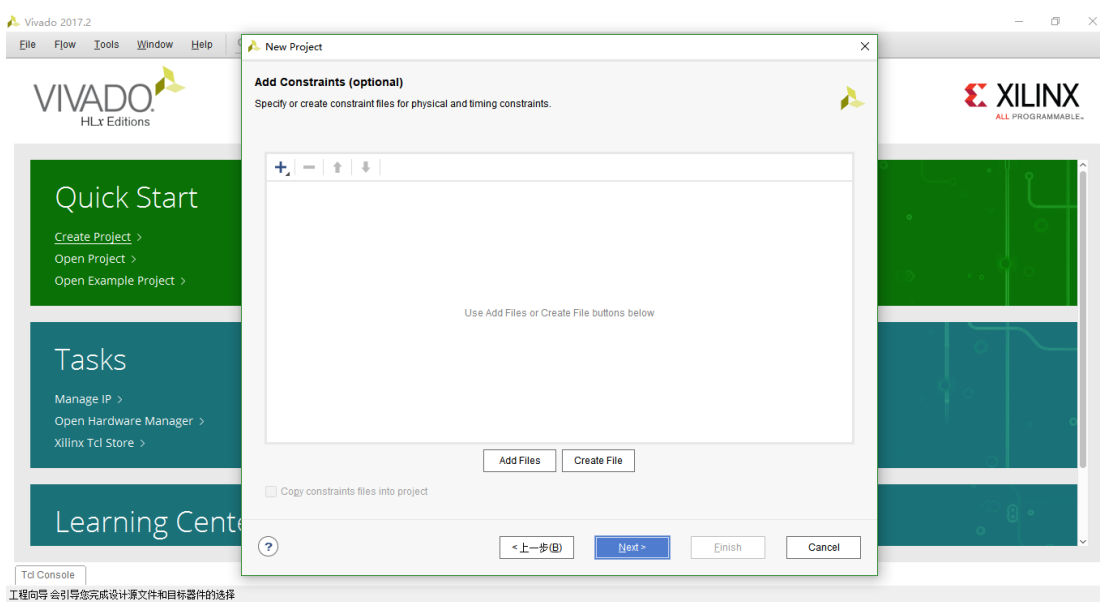 Vivado 2017.2
File Flow Tools Window Help
New Project
VIVADO.
HLx Editions
XILINX
ALL PROGRAMMABLE.
Add Constraints (optional)
Specify or create constraint files for physical and timing constraints.
Quick Start
Create Project >
Open Project >
Open Example Project >
Use Add Files or Create File buttons below
Tasks
Manage IP >
Open Hardware Manager >
Xilinx Tcl Store >
Add Files Create File
Copy constraints files into project
Learning Cente
? <上一步(B) Next > Finish Cancel
Tcl Console
工程向导 会引导您完成设计源文件和目标器件的选择